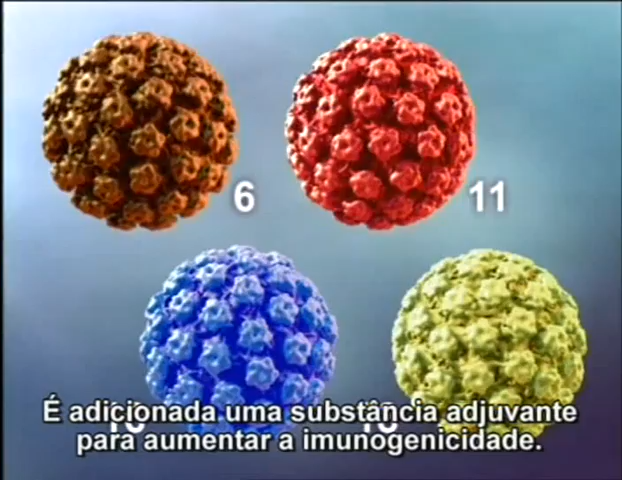 6
11
É adicionada uma substância adjuvante
para aumentar a imunogenicidade.